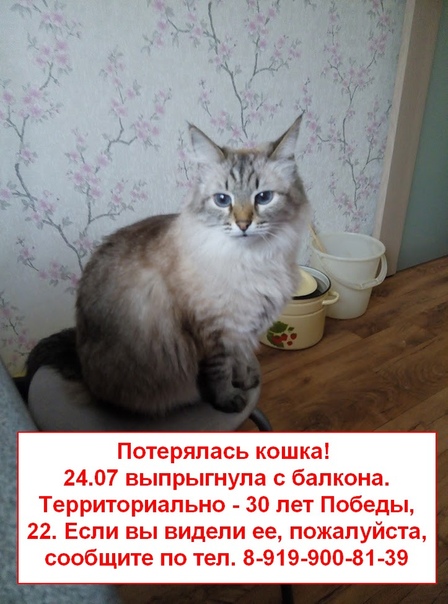 Потерялась кошка!
24.07 выпрыгнула с балкона.
Территориально - 30 лет Победы,
22. Если вы видели ее, пожалуйста,
сообщите по тел. 8-919-900-81-39